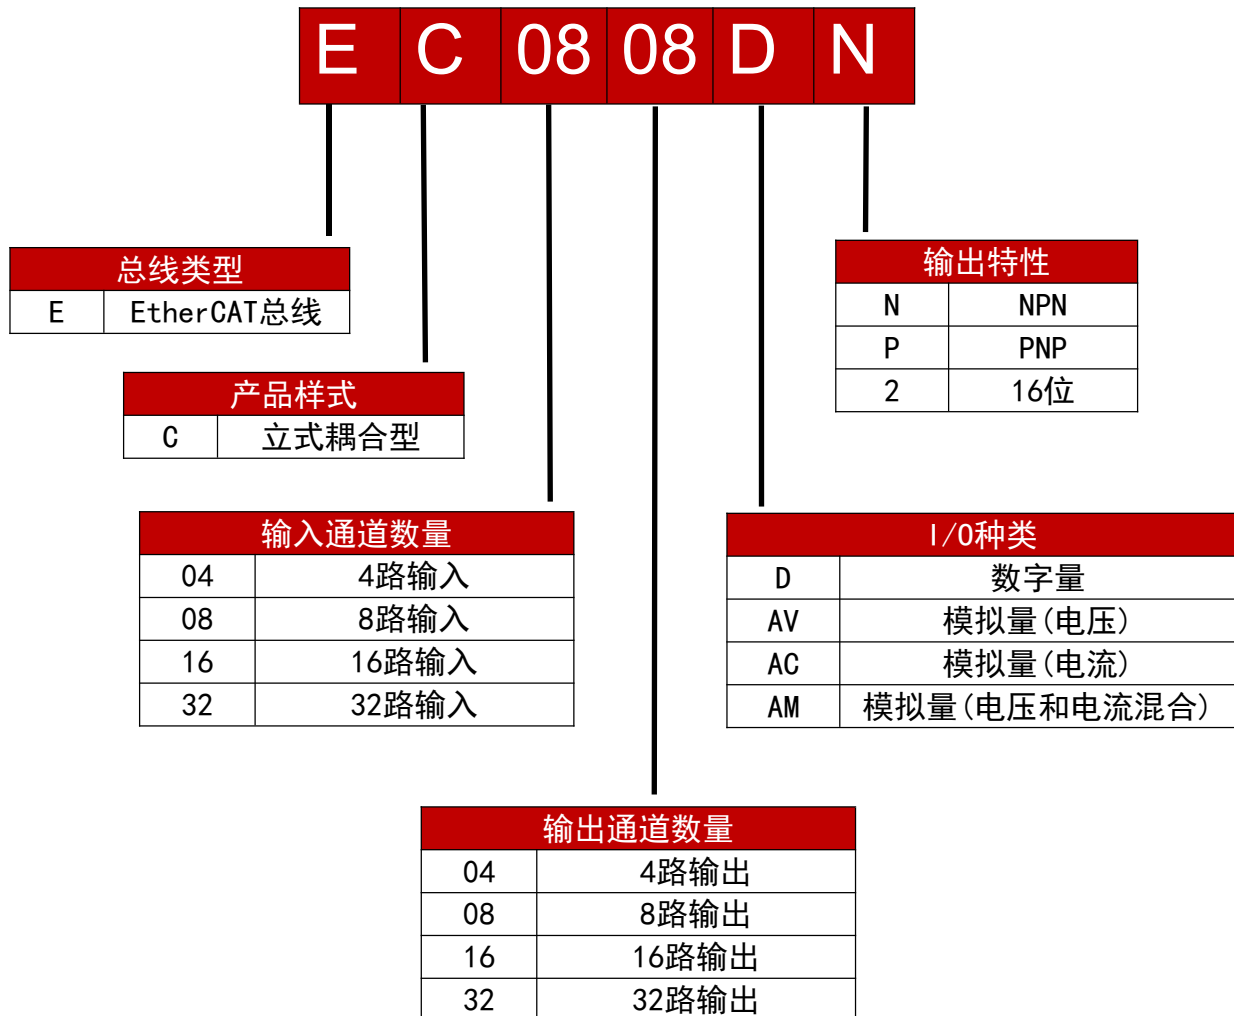 E C 08 08 D N
总线类型
E EtherCAT总线
产品样式
C 立式耦合型
输入通道数量
04 4路输入
08 8路输入
16 16路输入
32 32路输入
输出通道数量
04 4路输出
08 8路输出
16 16路输出
32 32路输出
I/O种类
D 数字量
AV 模拟量(电压)
AC 模拟量(电流)
AM 模拟量(电压和电流混合)
输出特性
N NPN
P PNP
2 16位